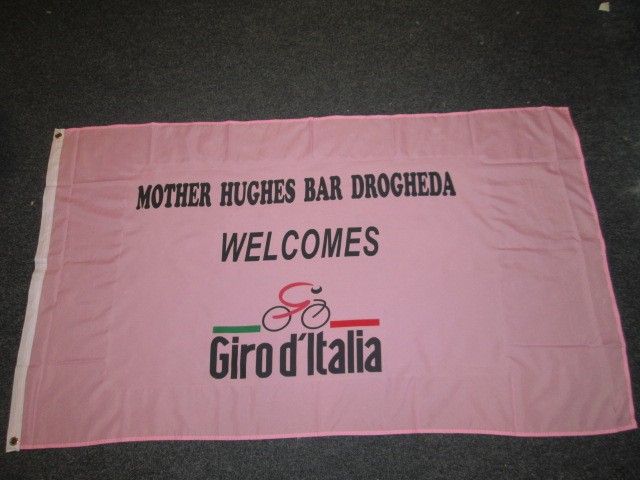 MOTHER HUGHES BAR DROGHEDA
WELCOMES
Giro d'Italia